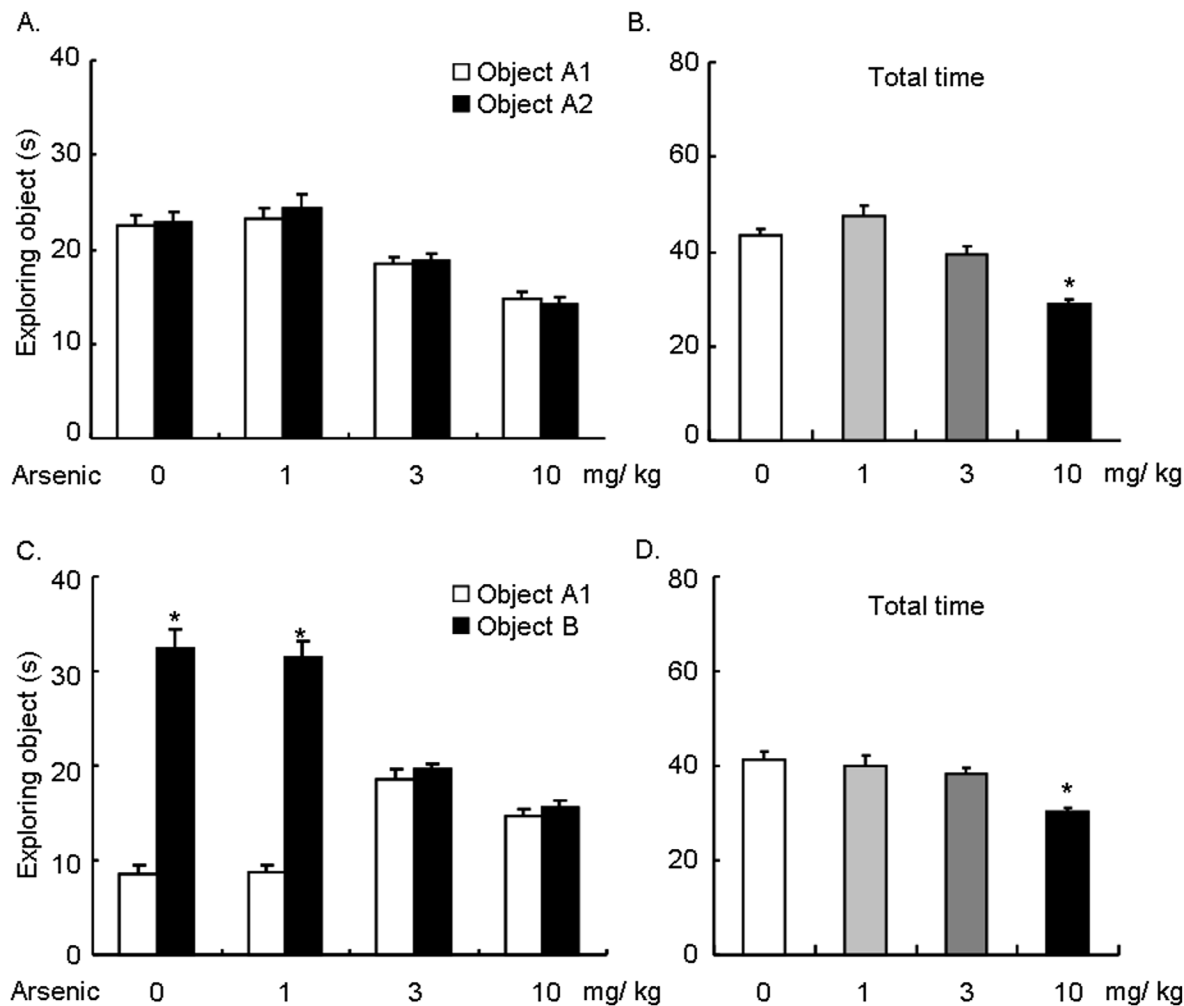 A.
40
30
20
10
0
Exploring object (s)
Object A1
Object A2
Arsenic 0 1 3 10 mg/ kg
B.
80
60
40
20
0
Total time
*
0 1 3 10 mg/ kg
C.
40
30
20
10
0
Exploring object (s)
Object A1
Object B
* *
Arsenic 0 1 3 10 mg/ kg
D.
80
60
40
20
0
Total time
*
0 1 3 10 mg/ kg